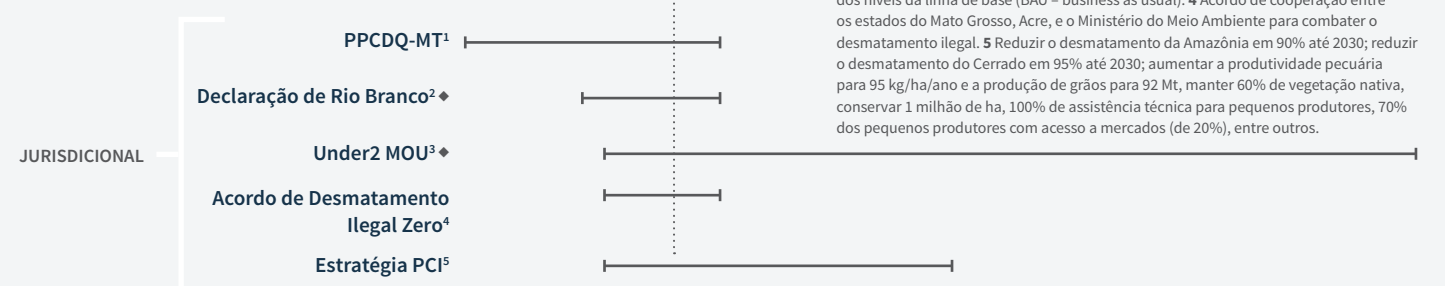 dos níveis da linha de base (BAU – business as usual). 4 Acordo de cooperação entre
os estados do Mato Grosso, Acre, e o Ministério do Meio Ambiente para combater o
desmatamento ilegal. 5 Reduzir o desmatamento da Amazônia em 90% até 2030; reduzir
o desmatamento do Cerrado em 95% até 2030; aumentar a produtividade pecuária
para 95 kg/ha/ano e a produção de grãos para 92 Mt, manter 60% de vegetação nativa,
conservar 1 milhão de ha, 100% de assistência técnica para pequenos produtores, 70%
dos pequenos produtores com acesso a mercados (de 20%), entre outros.
JURISDICIONAL
PPCDQ-MT¹
Declaração de Rio Branco² ◆
Under2 MOU³ ◆
Acordo de Desmatamento
Ilegal Zero⁴
Estratégia PCI⁵